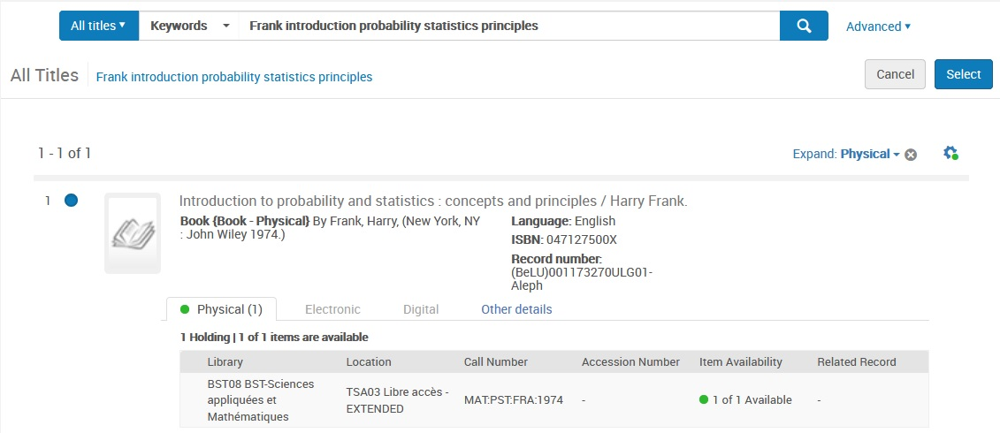 All titles ▾ Keywords Frank introduction probability statistics principles Advanced ▾
All Titles Frank introduction probability statistics principles Cancel Select
1 - 1 of 1 Expand: Physical
1 Introduction to probability and statistics : concepts and principles / Harry Frank.
Book {Book - Physical} By Frank, Harry, (New York, NY
: John Wiley 1974.)
Language: English
ISBN: 047127500X
Record number:
(BeLU)001173270ULG01-
Aleph
Physical (1) Electronic Digital Other details
1 Holding | 1 of 1 items are available
Library Location Call Number Accession Number Item Availability Related Record
BST08 BST-Sciences
appliquées et
Mathématiques
TSA03 Libre accès -
EXTENDED
MAT:PST:FRA:1974 - 1 of 1 Available -